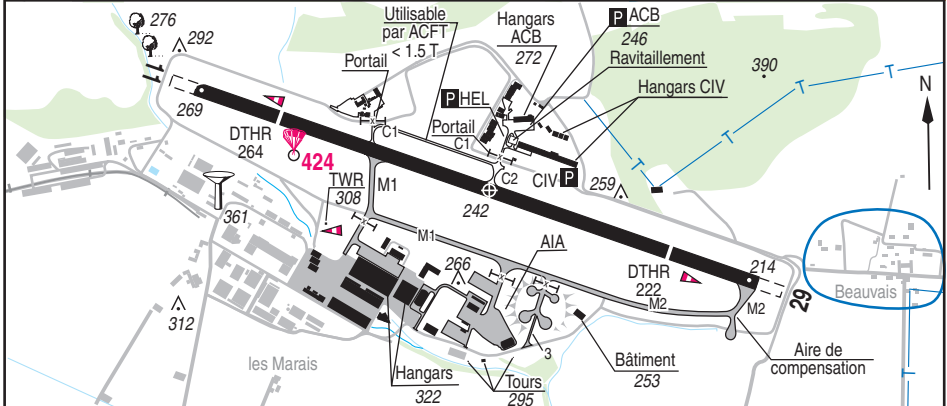 276
292
Utilisable
par ACFT
< 1.5 T
Portail
Hangars
ACB
272
P ACB
246
Ravitaillement
390
Hangars CIV
N
269
DTHR
264
424
C1
P HEL
Portail
C1
C2
CIV P
259
TWR
308
M1
242
361
M1
AIA
266
DTHR
222
214
M2
M2
29
Beauvais
312
les Marais
3
Hangars
322
Tours
295
Bâtiment
253
Aire de
compensation
T
T
T
T
T
T